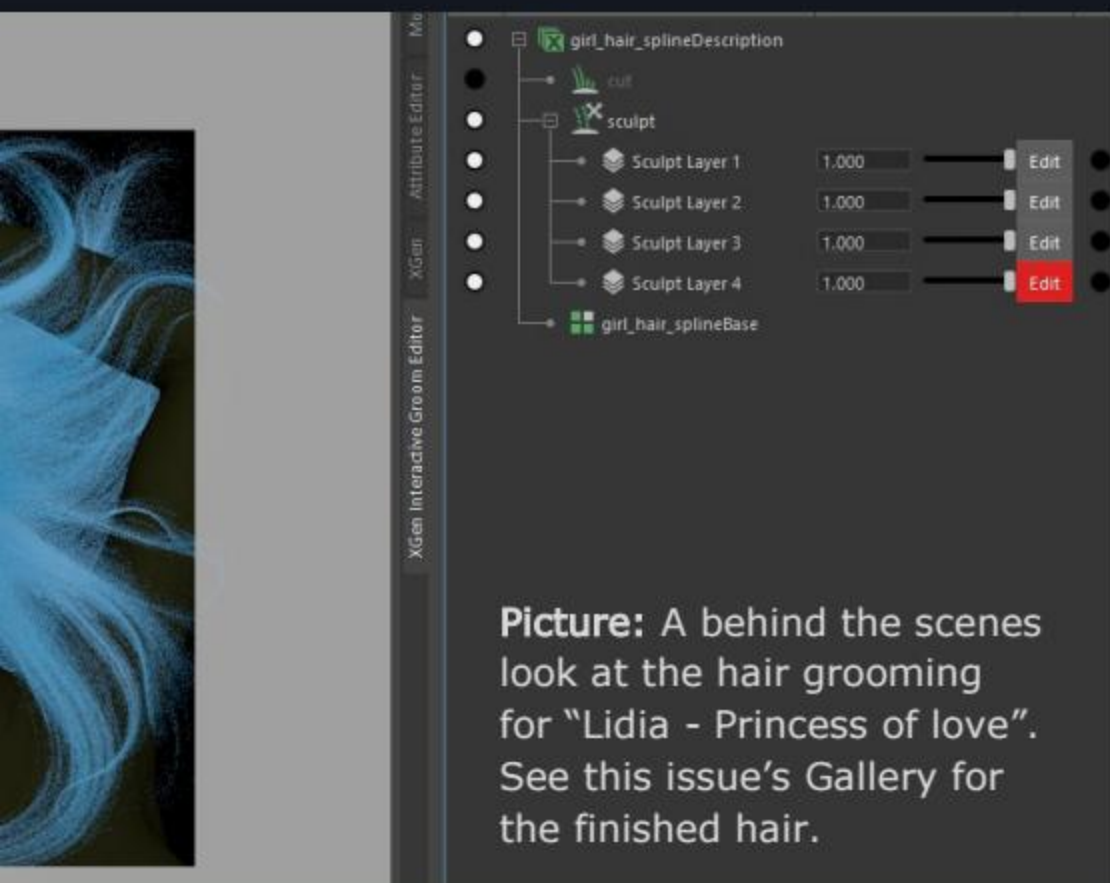 Mo
Attribute Editor
XGen
XGen Interactive Groom Editor
girl_hair_splineDescription
cut
sculpt
Sculpt Layer 1 1.000 Edit
Sculpt Layer 2 1.000 Edit
Sculpt Layer 3 1.000 Edit
Sculpt Layer 4 1.000 Edit
girl_hair_splineBase
Picture: A behind the scenes
look at the hair grooming
for “Lidia - Princess of love”.
See this issue’s Gallery for
the finished hair.